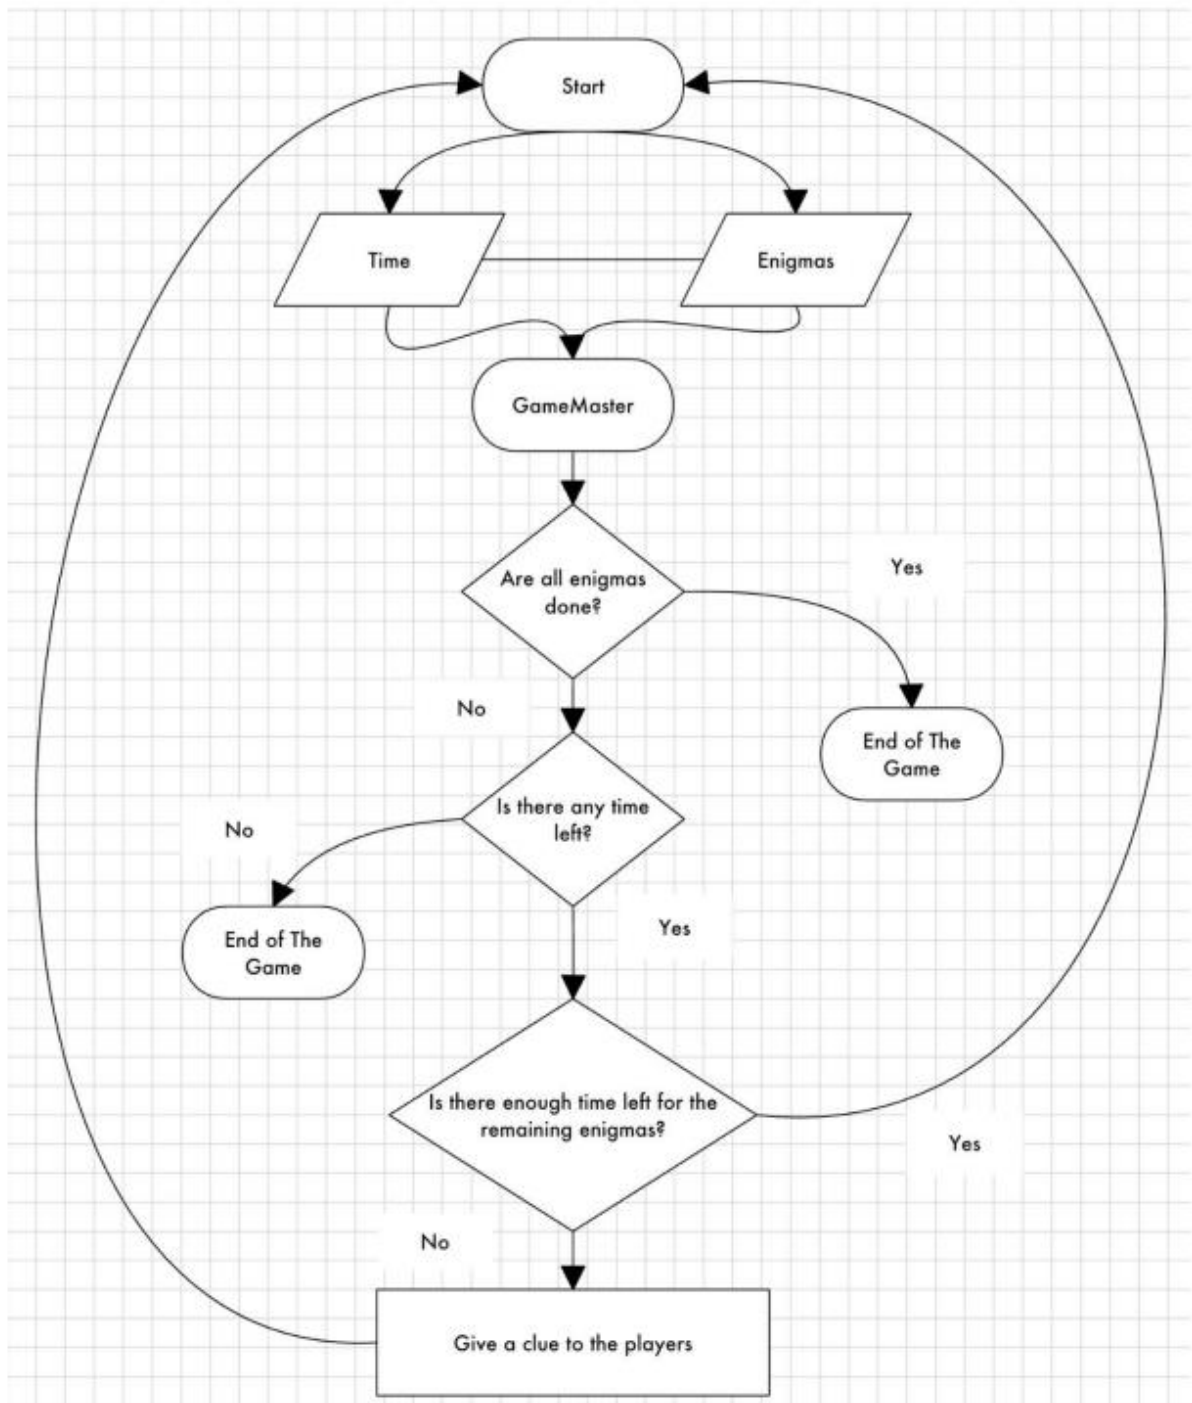 Start
Time
Enigmas
GameMaster
Are all enigmas
done?
Yes
No
End of The
Game
Is there any time
left?
No
Yes
End of The
Game
Is there enough time left for the
remaining enigmas?
Yes
No
Give a clue to the players